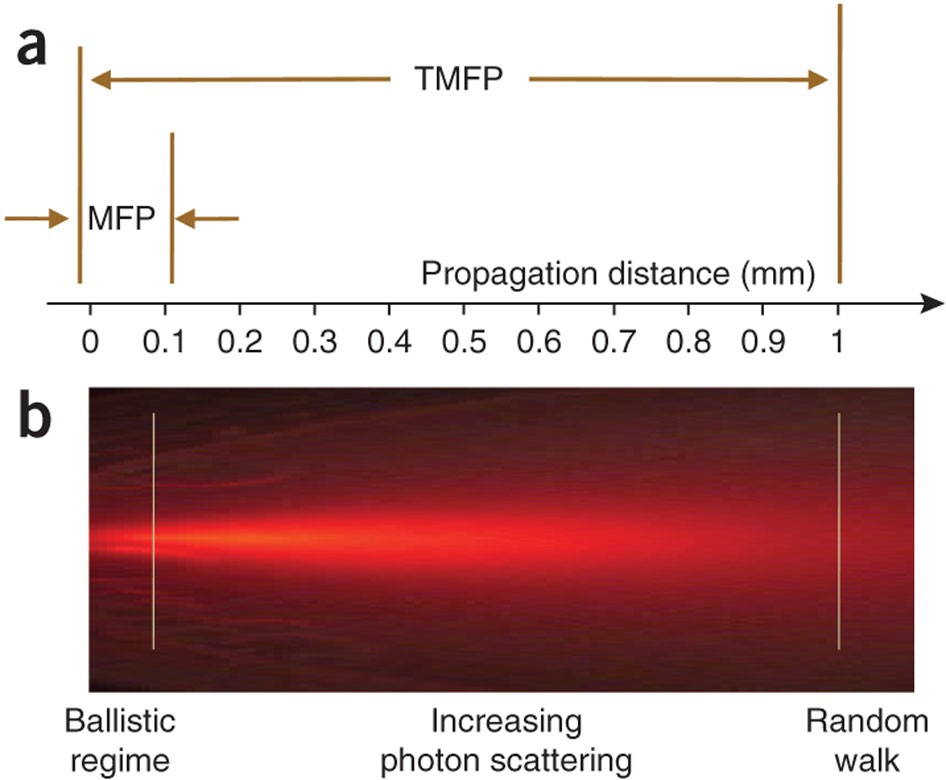 a
TMFP
MFP
Propagation distance (mm)
0 0.1 0.2 0.3 0.4 0.5 0.6 0.7 0.8 0.9 1
b
Ballistic
regime
Increasing
photon scattering
Random
walk